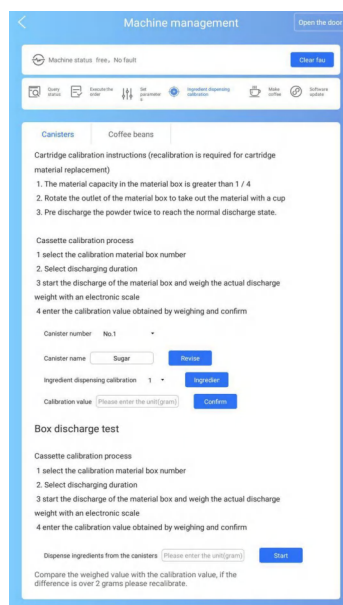 Machine management
Open the door
Machine status free，No fault
Clear fau
Query status
Execute the order
Set parameter s
Ingredient dispensing calibration
Make coffee
Software update
Canisters
Coffee beans
Cartridge calibration instructions (recalibration is required for cartridge
material replacement)
1. The material capacity in the material box is greater than 1 / 4
2. Rotate the outlet of the material box to take out the material with a cup
3. Pre discharge the powder twice to reach the normal discharge state.
Cassette calibration process
1 select the calibration material box number
2. Select discharging duration
3 start the discharge of the material box and weigh the actual discharge
weight with an electronic scale
4 enter the calibration value obtained by weighing and confirm
Canister number No.1
Canister name Sugar Revise
Ingredient dispensing calibration 1 Ingredier
Calibration value Please enter the unit(gram) Confirm
Box discharge test
Cassette calibration process
1 select the calibration material box number
2. Select discharging duration
3 start the discharge of the material box and weigh the actual discharge
weight with an electronic scale
4 enter the calibration value obtained by weighing and confirm
Dispense ingredients from the canisters Please enter the unit(gram) Start
Compare the weighed value with the calibration value, if the
difference is over 2 grams please recalibrate.